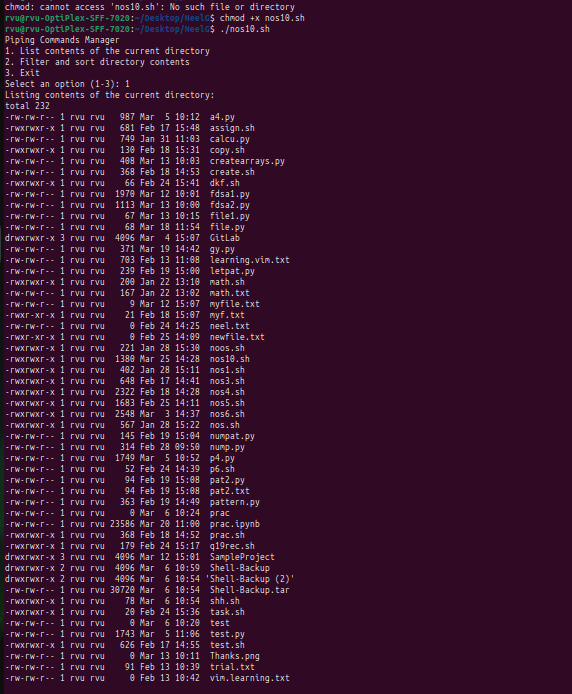 chmod: cannot access 'nos10.sh': No such file or directory
rvu@rvu-OptiPlex-SFF-7020:~/Desktop/NeelG$ chmod +x nos10.sh
rvu@rvu-OptiPlex-SFF-7020:~/Desktop/NeelG$ ./nos10.sh
Piping Commands Manager
1. List contents of the current directory
2. Filter and sort directory contents
3. Exit
Select an option (1-3): 1
Listing contents of the current directory:
total 232
-rw-rw-r-- 1 rvu rvu   987 Mar  5 10:12  a4.py
-rwxrwxr-x 1 rvu rvu   681 Feb 17 15:48  assign.sh
-rw-rw-r-- 1 rvu rvu   749 Jan 31 11:03  calcu.py
-rw-rw-r-- 1 rvu rvu   130 Feb 18 15:31  copy.sh
-rw-rw-r-- 1 rvu rvu   408 Mar 13 10:03  createarrays.py
-rwxrwxr-x 1 rvu rvu   368 Feb 18 14:53  create.sh
-rwxrwxr-x 1 rvu rvu    66 Feb 24 15:41  dkf.sh
-rw-rw-r-- 1 rvu rvu  1970 Mar 12 10:01  fdsa1.py
-rw-rw-r-- 1 rvu rvu  1113 Mar 13 10:00  fdsa2.py
-rw-rw-r-- 1 rvu rvu    67 Mar 13 10:15  file1.py
-rw-rw-r-- 1 rvu rvu    68 Mar 18 11:54  file.py
drwxrwxr-x 3 rvu rvu  4096 Mar  4 15:07  GitLab
-rw-rw-r-- 1 rvu rvu   371 Mar 19 14:42  gy.py
-rw-rw-r-- 1 rvu rvu   703 Feb 13 11:08  learning.vim.txt
-rw-rw-r-- 1 rvu rvu   239 Feb 19 15:00  letpat.py
-rwxrwxr-x 1 rvu rvu   200 Jan 22 13:10  math.sh
-rw-rw-r-- 1 rvu rvu   167 Jan 22 13:02  math.txt
-rw-rw-r-- 1 rvu rvu     9 Mar 12 15:07  myfile.txt
-rwxr-xr-x 1 rvu rvu    21 Feb 18 15:07  myf.txt
-rw-rw-r-- 1 rvu rvu     0 Feb 24 14:25  neel.txt
-rwxr-xr-x 1 rvu rvu     0 Feb 25 14:09  newfile.txt
-rw-rw-r-- 1 rvu rvu   221 Jan 28 15:30  noos.sh
-rwxrwxr-x 1 rvu rvu  1380 Mar 25 14:28  nos10.sh
-rwxrwxr-x 1 rvu rvu   402 Jan 28 15:11  nos1.sh
-rwxrwxr-x 1 rvu rvu   648 Feb 17 14:41  nos3.sh
-rwxrwxr-x 1 rvu rvu  2322 Feb 18 14:28  nos4.sh
-rwxrwxr-x 1 rvu rvu  1683 Feb 25 14:11  nos5.sh
-rwxrwxr-x 1 rvu rvu  2548 Mar  3 14:37  nos6.sh
-rwxrwxr-x 1 rvu rvu   567 Jan 28 15:22  nos.sh
-rw-rw-r-- 1 rvu rvu   145 Feb 19 15:04  numpat.py
-rw-rw-r-- 1 rvu rvu   314 Feb 28 09:50  nump.py
-rw-rw-r-- 1 rvu rvu  1749 Mar  5 10:52  p4.py
-rwxrwxr-x 1 rvu rvu    52 Feb 24 14:39  p6.sh
-rw-rw-r-- 1 rvu rvu    94 Feb 19 15:08  pat2.py
-rw-rw-r-- 1 rvu rvu    94 Feb 19 15:08  pat2.txt
-rw-rw-r-- 1 rvu rvu   363 Feb 19 14:49  pattern.py
-rw-rw-r-- 1 rvu rvu     0 Mar  6 10:24  prac
-rw-rw-r-- 1 rvu rvu 23586 Mar 20 11:00  prac.ipynb
-rwxrwxr-x 1 rvu rvu   368 Feb 18 14:52  prac.sh
-rwxrwxr-x 1 rvu rvu   179 Feb 24 15:17  q19rec.sh
drwxrwxr-x 3 rvu rvu  4096 Mar 12 15:01  SampleProject
drwxrwxr-x 2 rvu rvu  4096 Mar  6 10:59  Shell-Backup
drwxrwxr-x 2 rvu rvu  4096 Mar  6 10:54 'Shell-Backup (2)'
-rw-rw-r-- 1 rvu rvu 30720 Mar  6 10:54  Shell-Backup.tar
-rwxrwxr-x 1 rvu rvu    78 Mar  6 10:54  shh.sh
-rwxrwxr-x 1 rvu rvu    20 Feb 24 15:36  task.sh
-rw-rw-r-- 1 rvu rvu     0 Mar  6 10:20  test
-rw-rw-r-- 1 rvu rvu  1743 Mar  5 11:06  test.py
-rwxrwxr-x 1 rvu rvu   626 Feb 17 14:55  test.sh
-rw-rw-r-- 1 rvu rvu     0 Mar 13 10:11  Thanks.png
-rw-rw-r-- 1 rvu rvu    91 Feb 13 10:39  trial.txt
-rw-rw-r-- 1 rvu rvu     0 Feb 13 10:42  vim.learning.txt